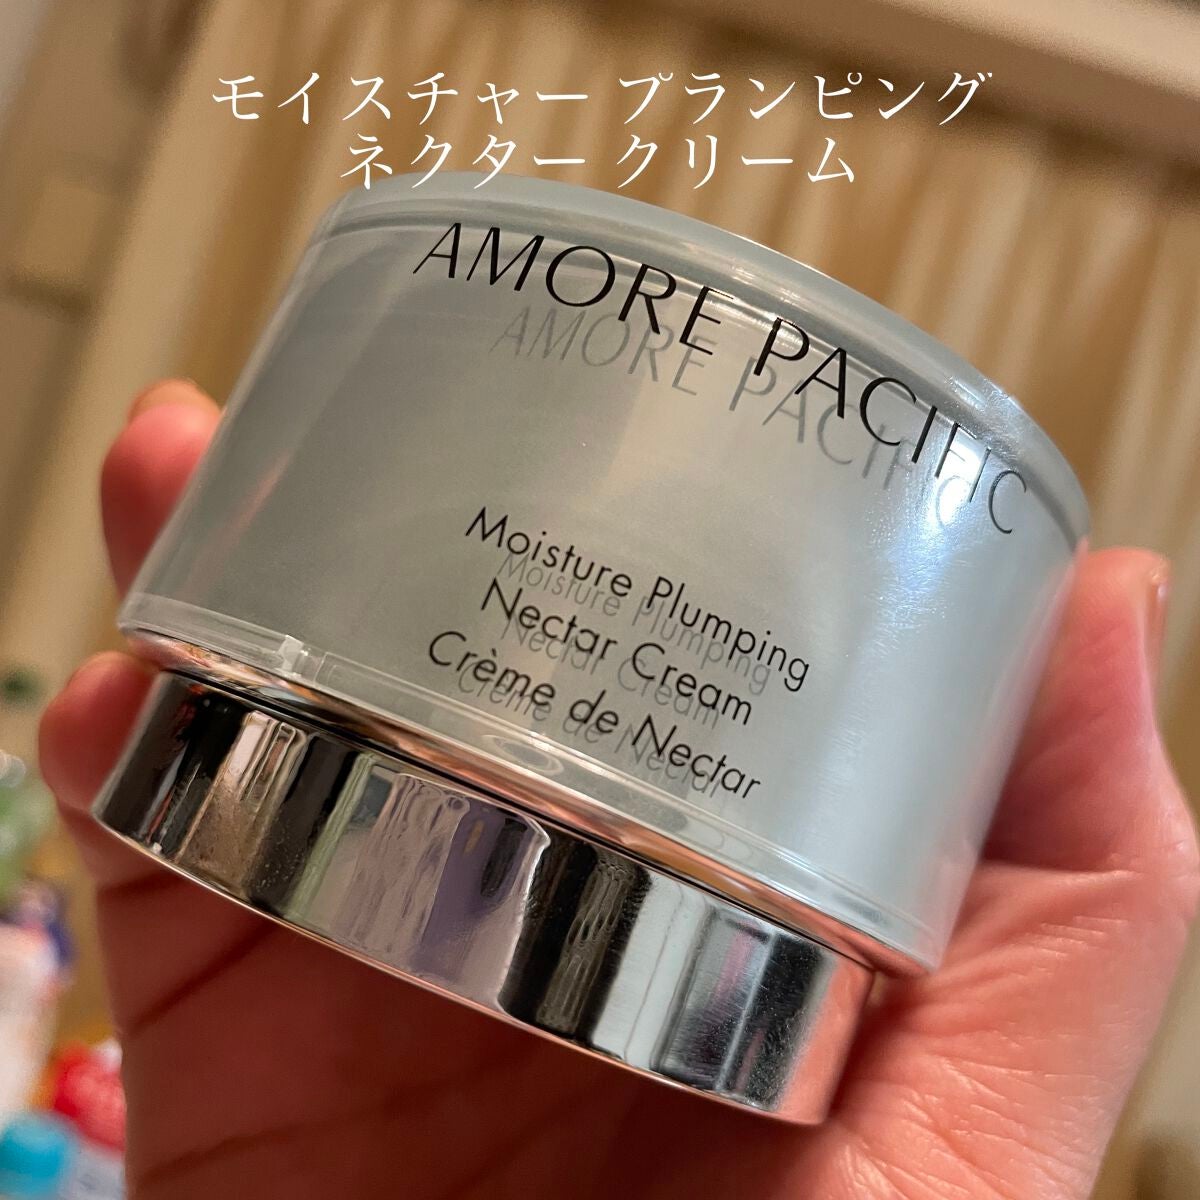 モイスチャー プランピング
ネクター クリーム
AMORE PACIFIC
Moisture Plumping
Nectar Cream
Crème de Nectar